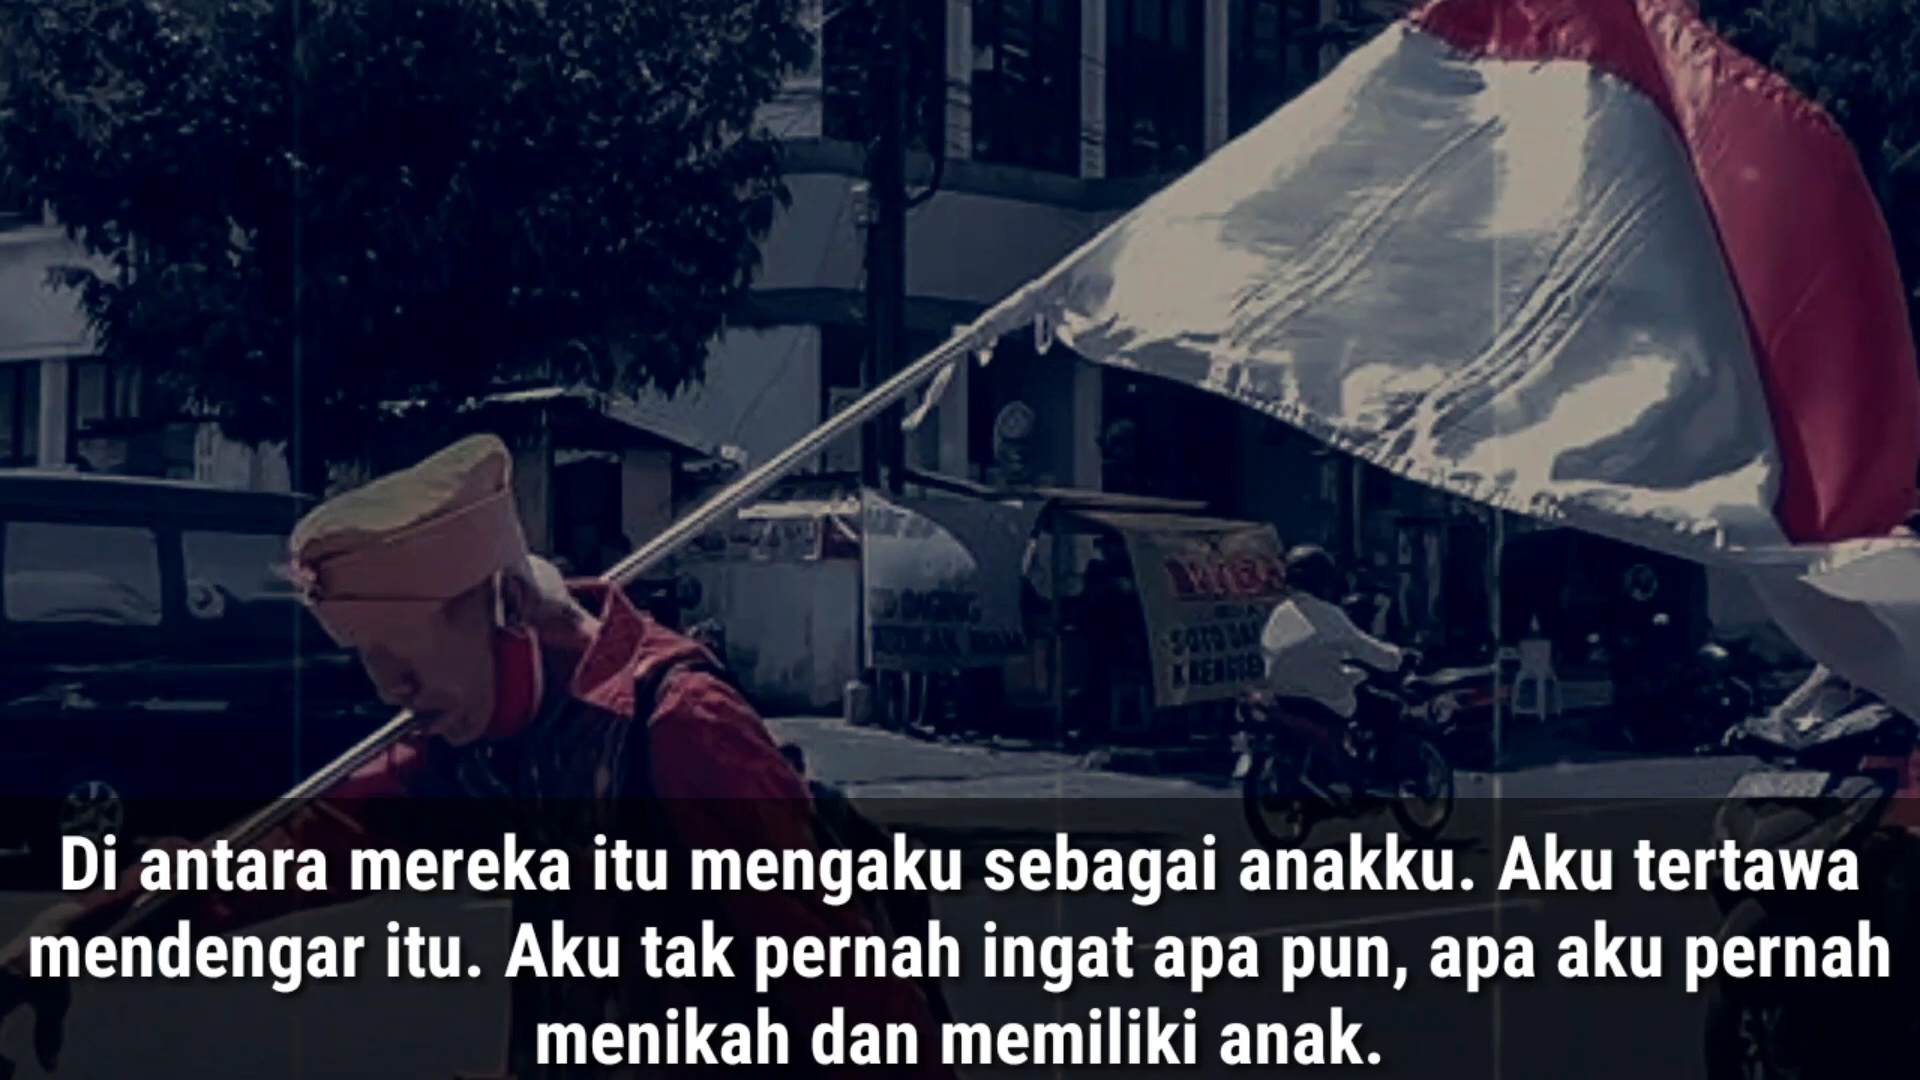 SOTO
Di antara mereka itu mengaku sebagai anakku. Aku tertawa
mendengar itu. Aku tak pernah ingat apa pun, apa aku pernah
menikah dan memiliki anak.